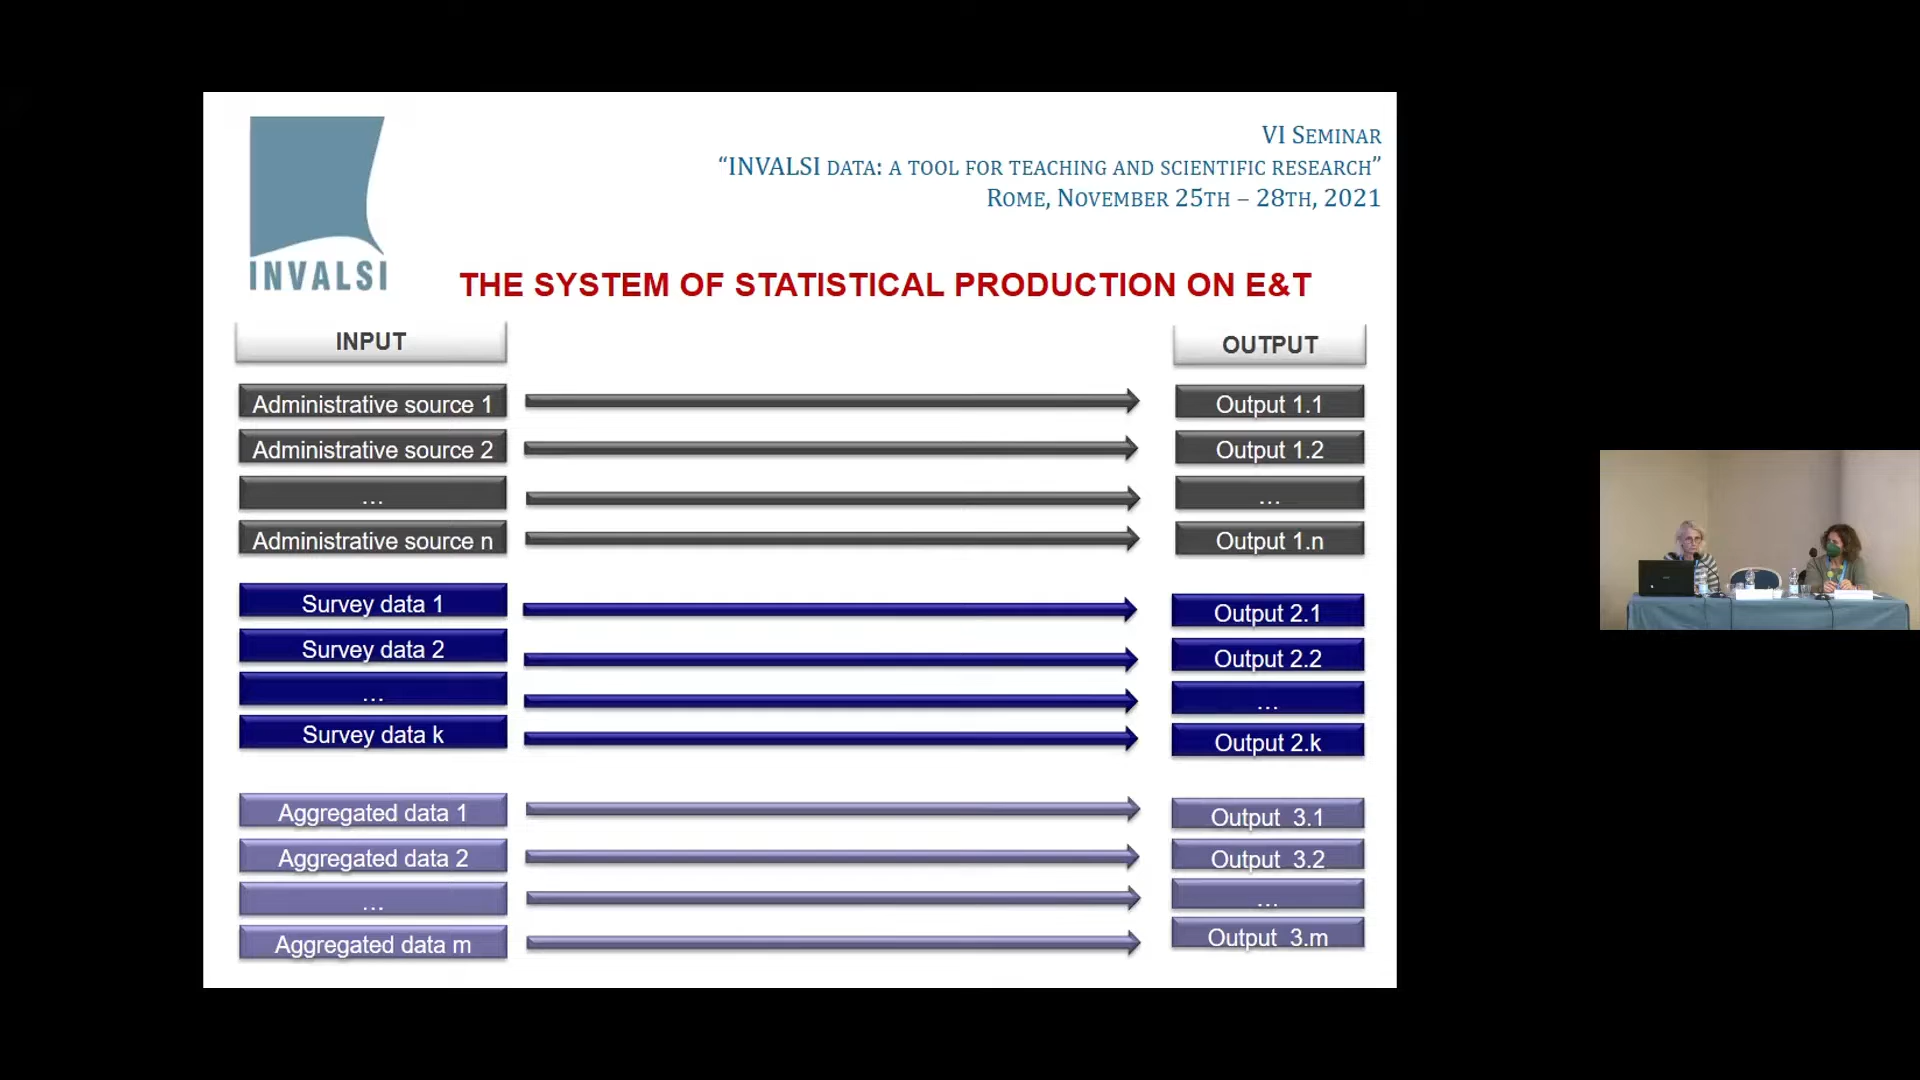 VI SEMINAR
“INVALSI DATA: A TOOL FOR TEACHING AND SCIENTIFIC RESEARCH”
ROME, NOVEMBER 25TH – 28TH, 2021
INVALSI
THE SYSTEM OF STATISTICAL PRODUCTION ON E&T
INPUT
OUTPUT
Administrative source 1
Output 1.1
Administrative source 2
Output 1.2
...
...
Administrative source n
Output 1.n
Survey data 1
Output 2.1
Survey data 2
Output 2.2
...
...
Survey data k
Output 2.k
Aggregated data 1
Output 3.1
Aggregated data 2
Output 3.2
...
...
Aggregated data m
Output 3.m